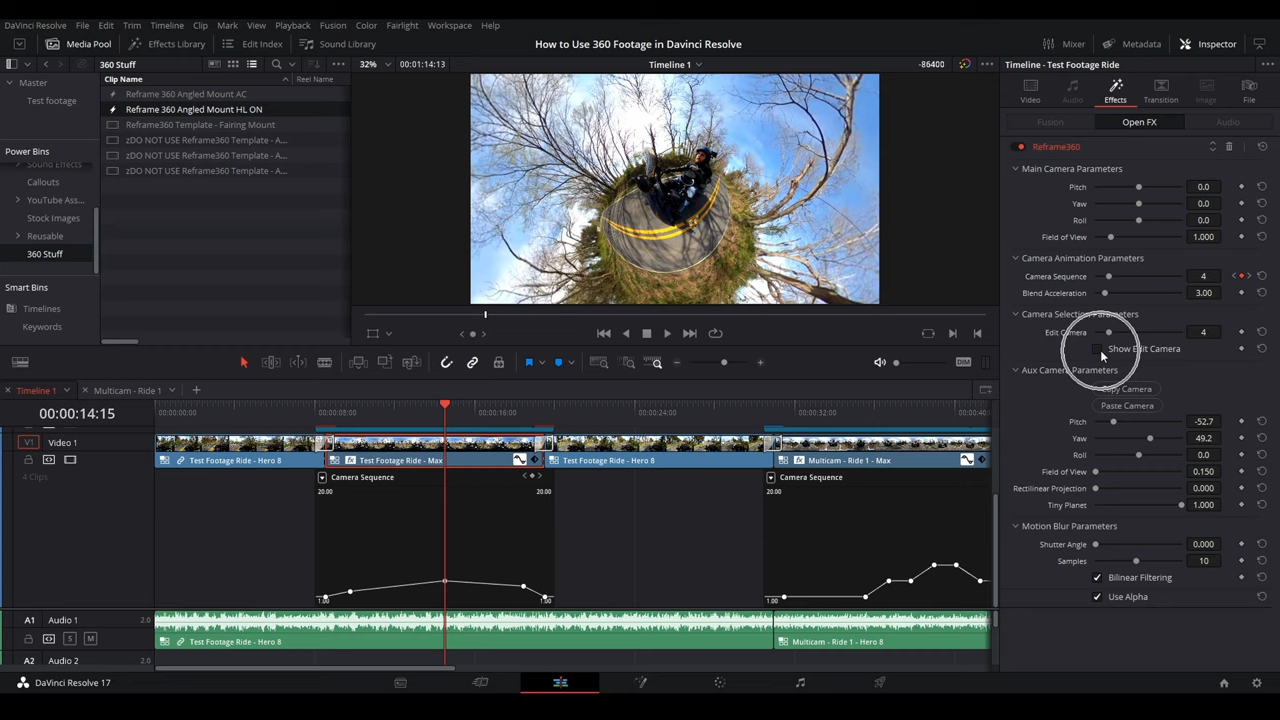 DaVinci Resolve File Edit Trim Timeline Clip Mark View Playback Fusion Color Fairlight Workspace Help
Media Pool Effects Library Edit Index Sound Library How to Use 360 Footage in Davinci Resolve Mixer Metadata Inspector
360 Stuff 32% 00:01:14:13 Timeline 1 -86400 Timeline - Test Footage Ride
Master
Test footage
Power Bins
Sound Effects
Callouts
YouTube Ass...
Stock Images
Reusable
360 Stuff
Smart Bins
Timelines
Keywords
Clip Name Reel Name
Reframe 360 Angled Mount AC
Reframe 360 Angled Mount HL ON
Reframe360 Template - Fairing Mount
zDO NOT USE Reframe360 Template - A...
zDO NOT USE Reframe360 Template - A...
zDO NOT USE Reframe360 Template - A...
Video Audio Effects Transition Image File
Fusion Open FX Audio
Reframe360
Main Camera Parameters
Pitch 0.0
Yaw 0.0
Roll 0.0
Field of View 1.000
Camera Animation Parameters
Camera Sequence 4
Blend Acceleration 3.00
Camera Selection Parameters
Edit Camera 4
Show Edit Camera
Aux Camera Parameters
Copy Camera
Paste Camera
Pitch -52.7
Yaw 49.2
Roll 0.0
Field of View 0.150
Rectilinear Projection 0.000
Tiny Planet 1.000
Motion Blur Parameters
Shutter Angle 0.000
Samples 10
Bilinear Filtering
Use Alpha
DIM
Timeline 1 Multicam - Ride 1
00:00:14:15 00:00:00:00 00:00:08:00 00:00:16:00 00:00:24:00 00:00:32:00 00:00:40:0
V1 Video 1
4 Clips
Test Footage Ride - Hero 8 Test Footage Ride - Max Test Footage Ride - Hero 8 Multicam - Ride 1 - Max
Camera Sequence Camera Sequence
20.00 20.00 20.00
1.00 1.00 1.00
A1 Audio 1 2.0
S M Test Footage Ride - Hero 8 Multicam - Ride 1 - Hero 8
A2 Audio 2 2.0
DaVinci Resolve 17